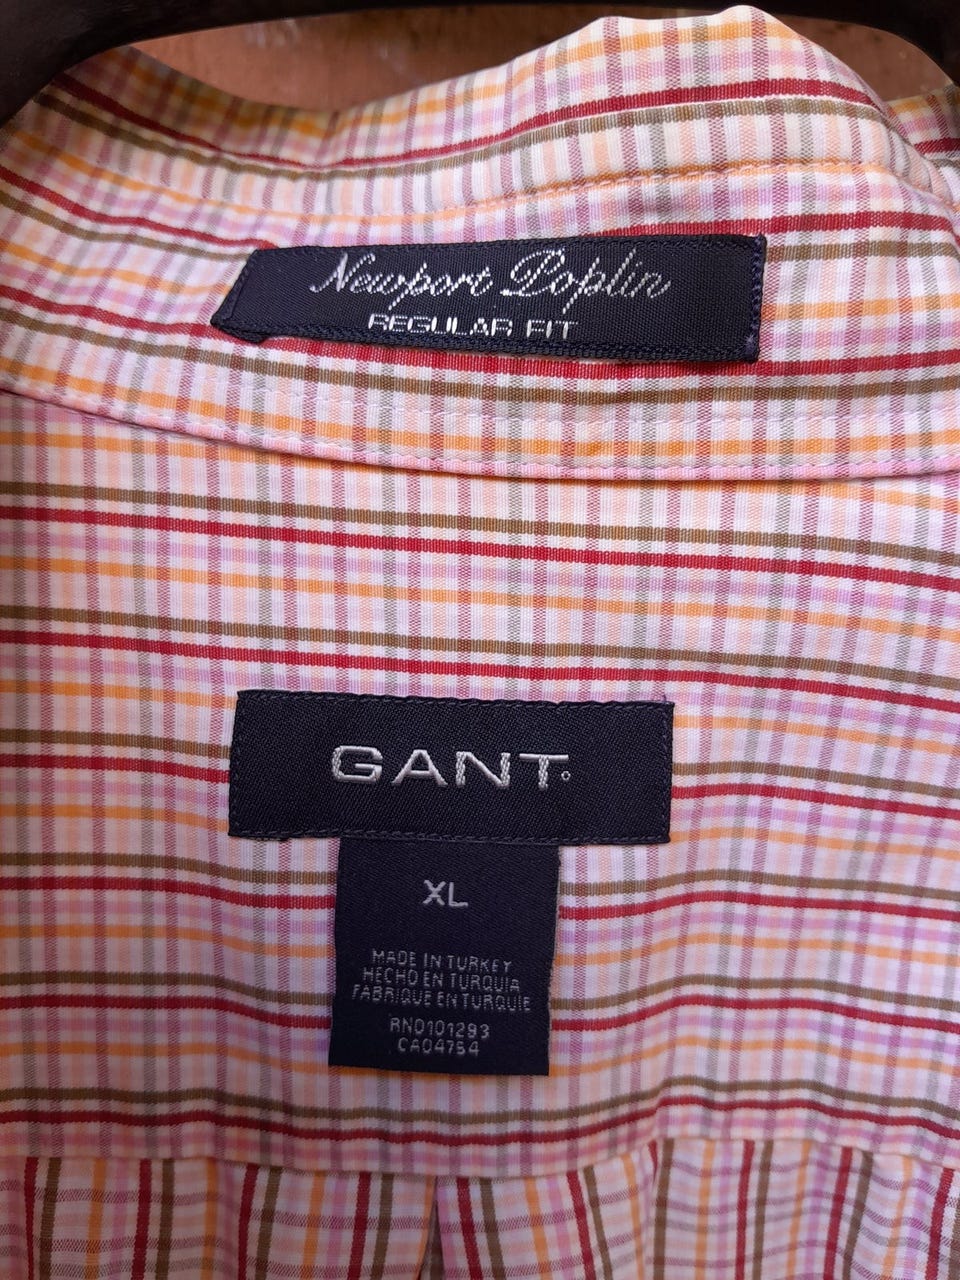 Newport Poplin
REGULAR FIT
GANT
XL
MADE IN TURKEY
HECHO EN TURQUIA
FABRIQUE EN TURQUIE
RN0101293
CA04754